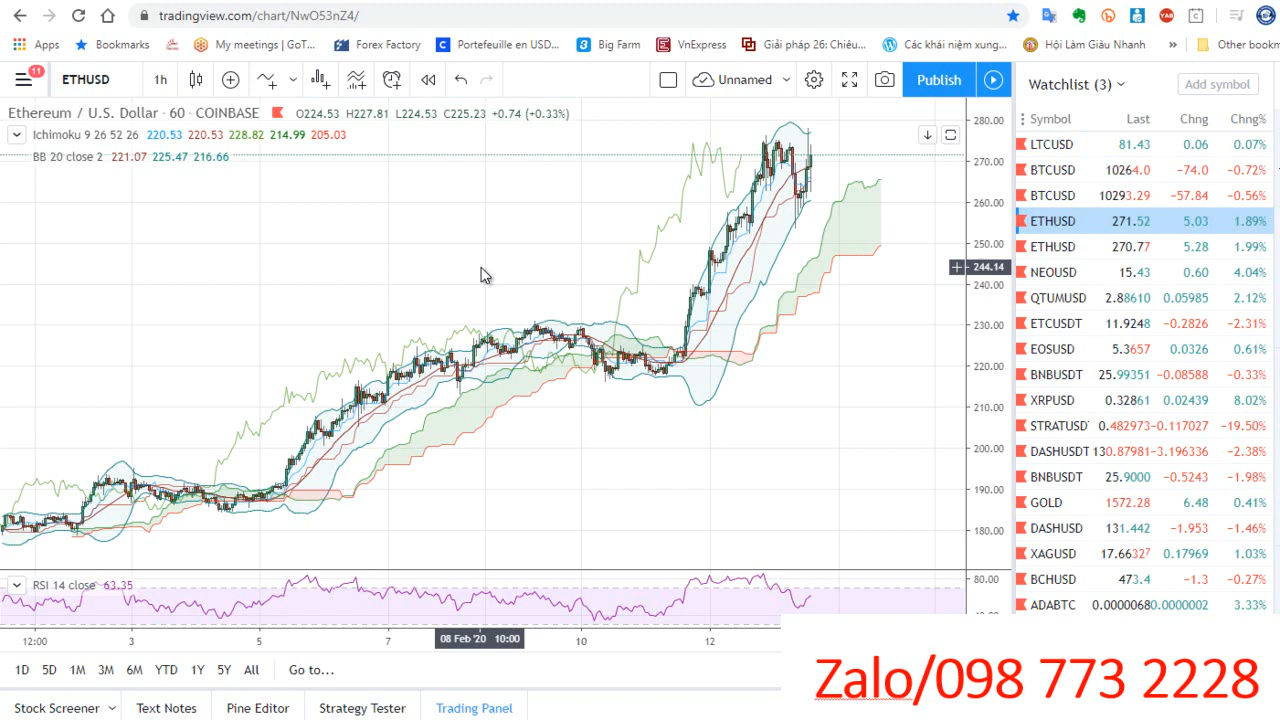 tradingview.com/chart/NwO53nZ4/
Apps Bookmarks My meetings | GoT... Forex Factory Portefeuille en USD... Big Farm VnExpress Giải pháp 26: Chiêu... Các khái niệm xung... Hội Làm Giàu Nhanh » Other bookm
11 ETHUSD 1h Unnamed Publish
Watchlist (3) Add symbol
Ethereum / U.S. Dollar · 60 · COINBASE O224.53 H227.81 L224.53 C225.23 +0.74 (+0.33%)
Ichimoku 9 26 52 26 220.53 220.53 228.82 214.99 205.03
BB 20 close 2 221.07 225.47 216.66
280.00
270.00
260.00
250.00
244.14
240.00
230.00
220.00
210.00
200.00
190.00
180.00
RSI 14 close 63.35
80.00
12:00 3 5 7 08 Feb '20 10:00 10 12
Symbol Last Chng Chng%
LTCUSD 81.43 0.06 0.07%
BTCUSD 10264.0 −74.0 −0.72%
BTCUSD 10293.29 −57.84 −0.56%
ETHUSD 271.52 5.03 1.89%
ETHUSD 270.77 5.28 1.99%
NEOUSD 15.43 0.60 4.04%
QTUMUSD 2.88610 0.05985 2.12%
ETCUSDT 11.9248 −0.2826 −2.31%
EOSUSD 5.3657 0.0326 0.61%
BNBUSDT 25.99351 −0.08588 −0.33%
XRPUSD 0.32861 0.02439 8.02%
STRATUSD 0.482973 −0.117027 −19.50%
DASHUSDT 130.87981 −3.196336 −2.38%
BNBUSDT 25.9000 −0.5243 −1.98%
GOLD 1572.28 6.48 0.41%
DASHUSD 131.442 −1.953 −1.46%
XAGUSD 17.66327 0.17969 1.03%
BCHUSD 473.4 −1.3 −0.27%
ADABTC 0.0000068 0.0000002 3.33%
1D 5D 1M 3M 6M YTD 1Y 5Y All Go to...
Stock Screener Text Notes Pine Editor Strategy Tester Trading Panel
Zalo/098 773 2228